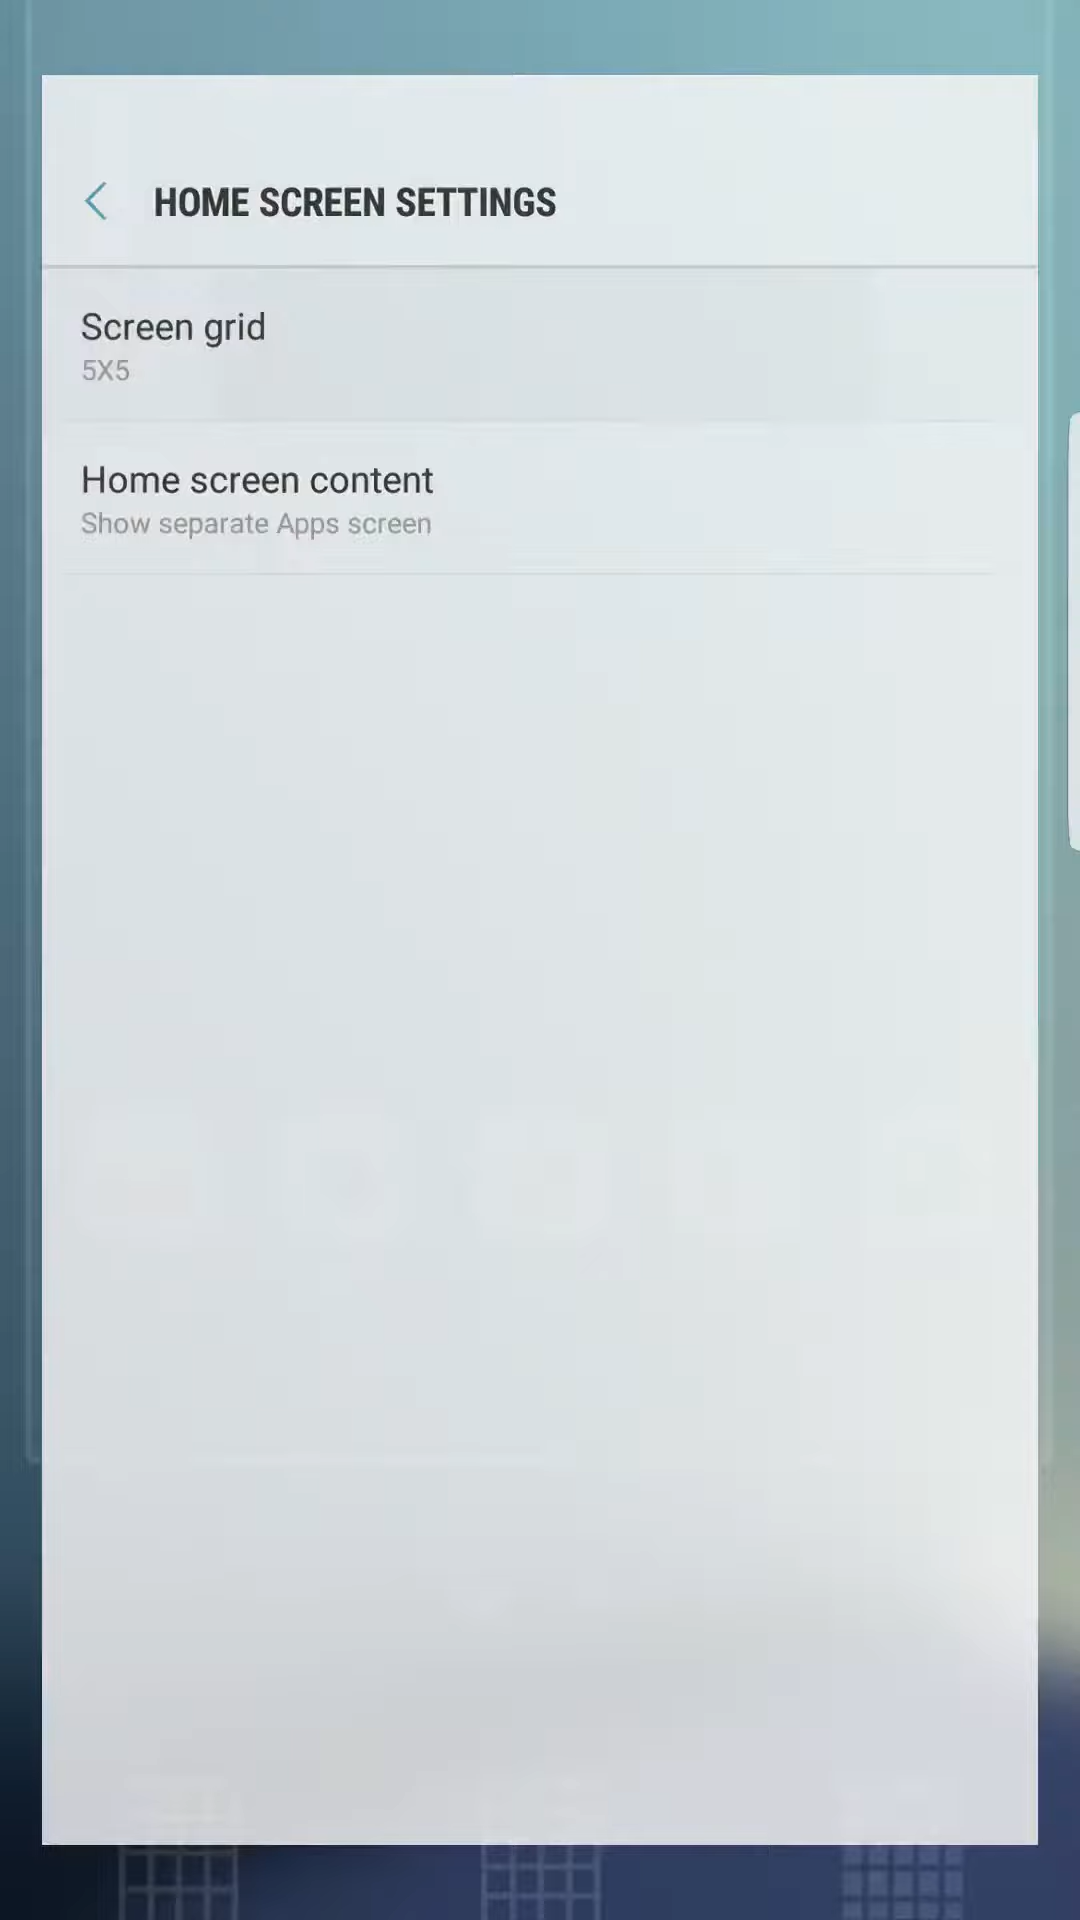 HOME SCREEN SETTINGS
Screen grid
5X5
Home screen content
Show separate Apps screen